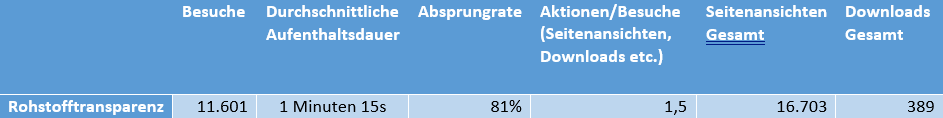 Besuche Durchschnittliche Absprungrate Aktionen/Besuche Seitenansichten Downloads
Aufenthaltsdauer (Seitenansichten, Gesamt Gesamt
Downloads etc.)
Rohstofftransparenz 11.601 1 Minuten 15s 81% 1,5 16.703 389